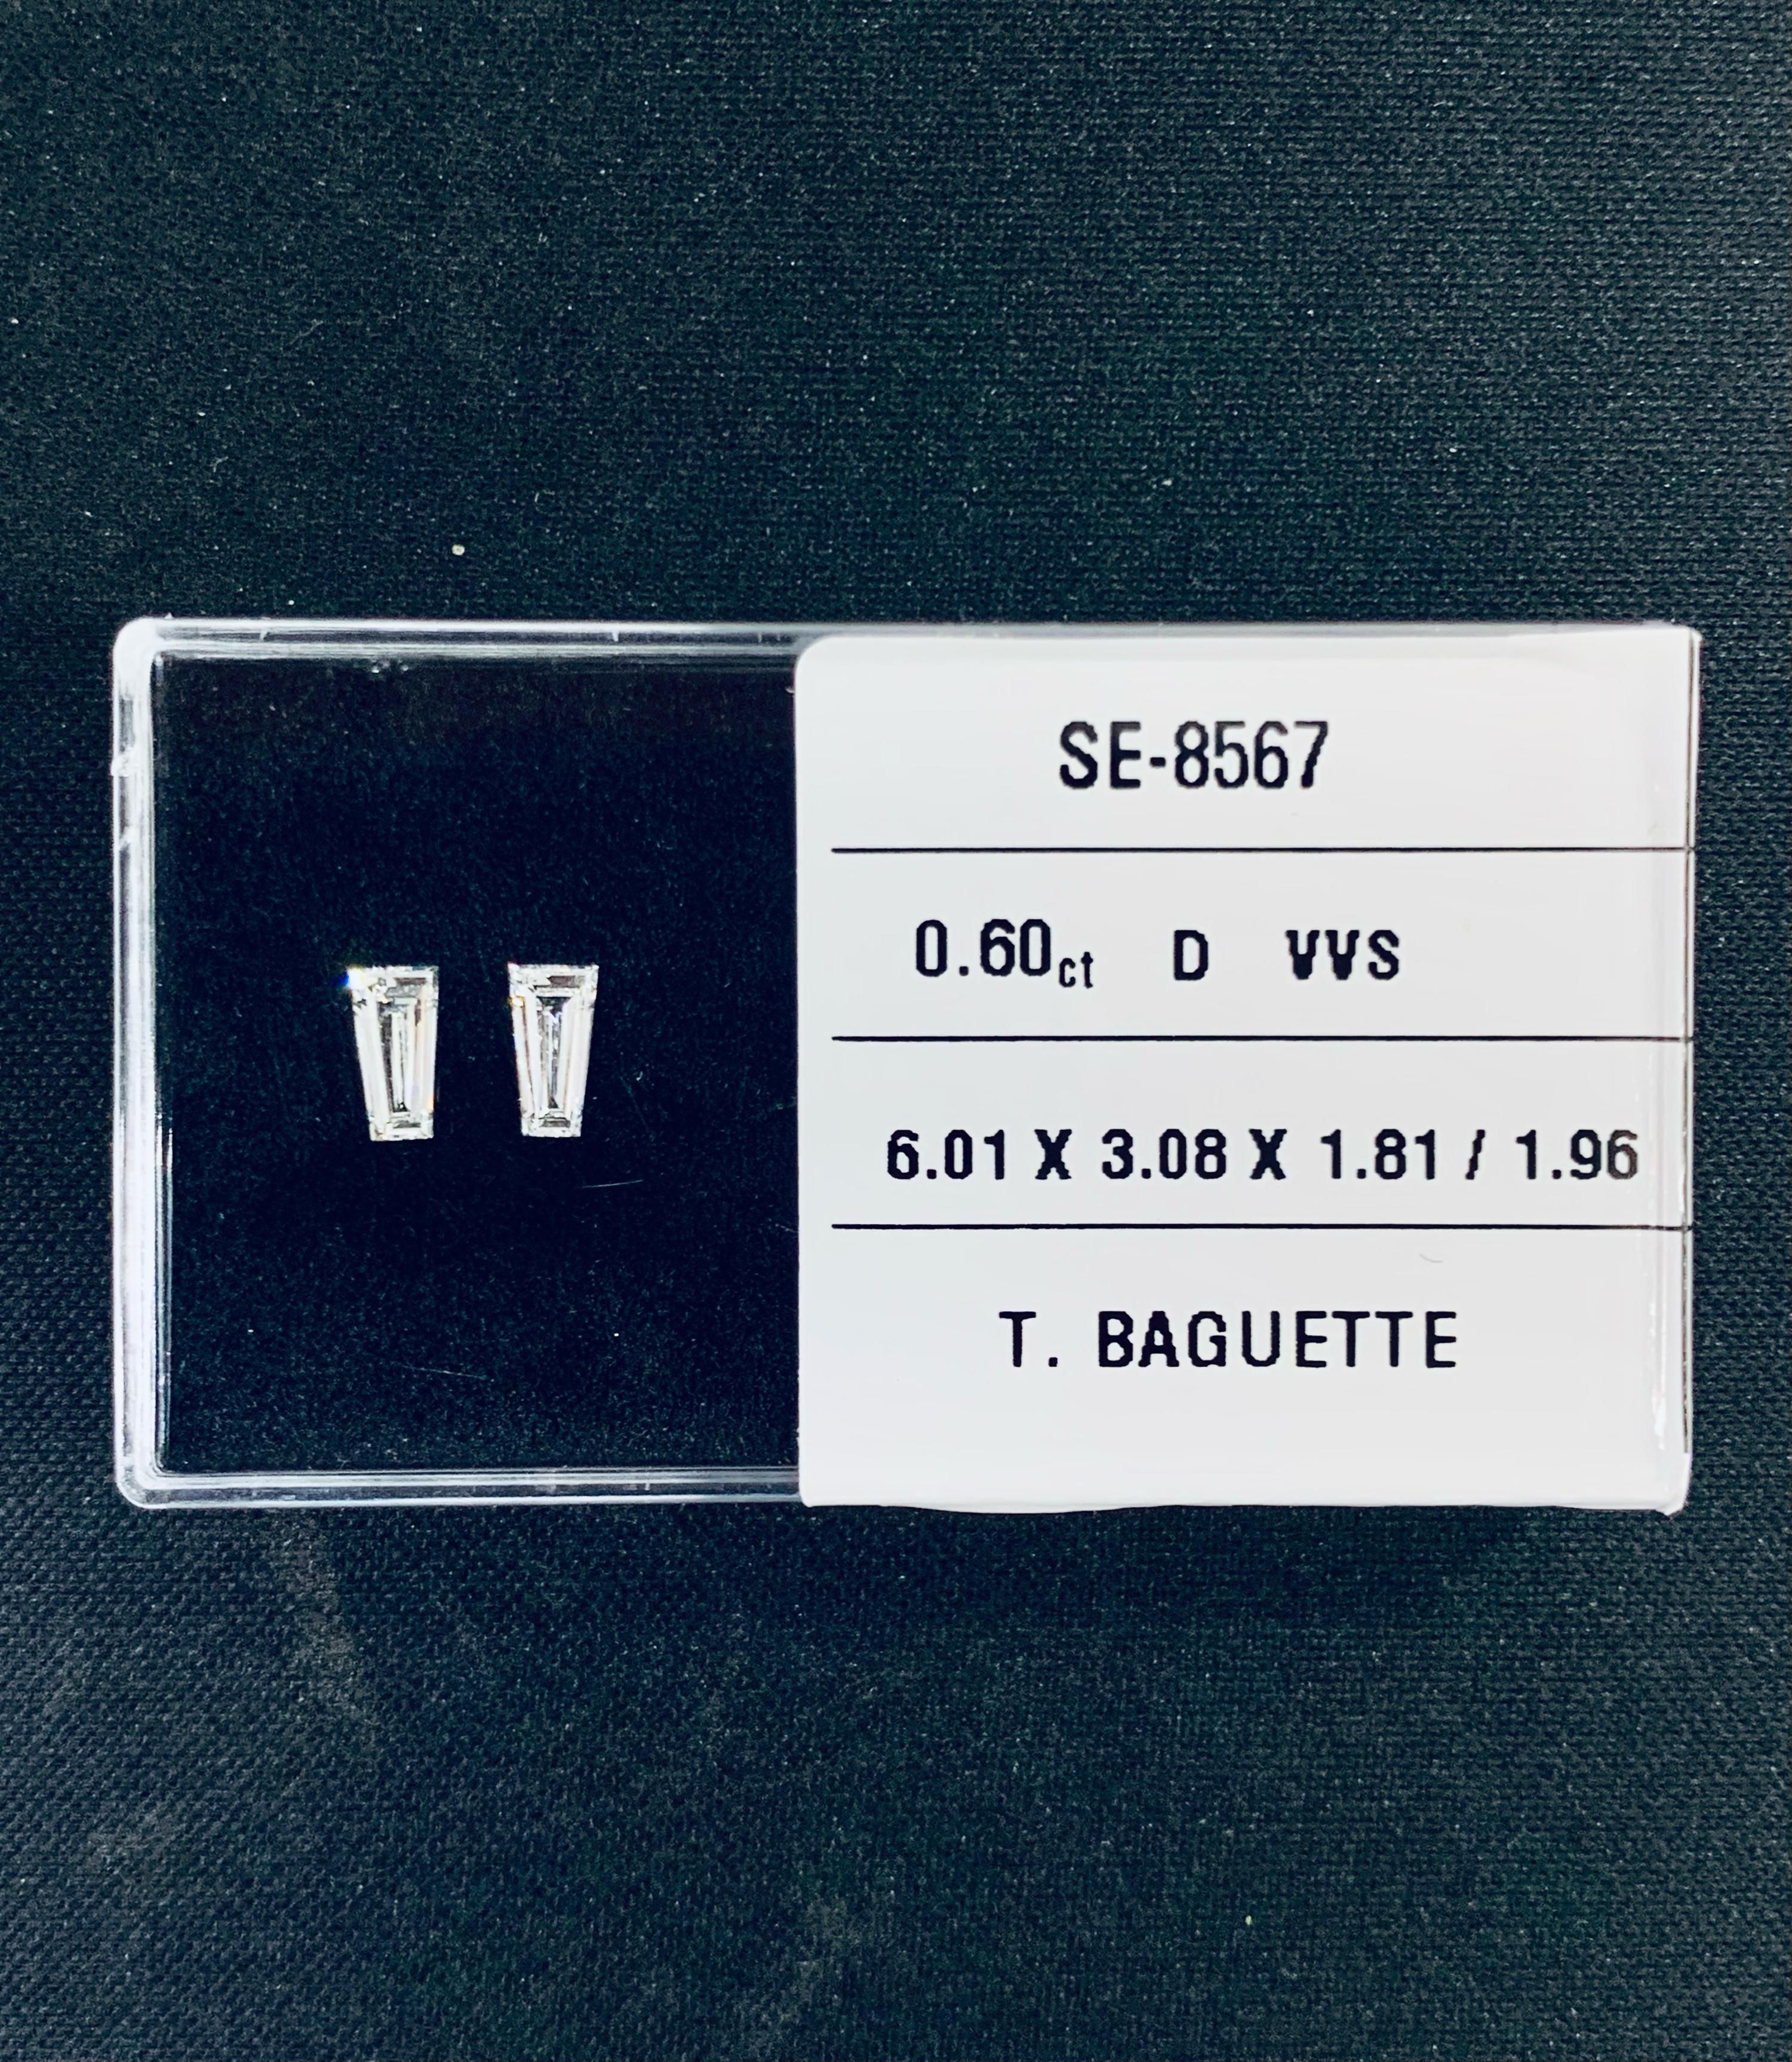 SE-8567
0.60ct D VVS
6.01 X 3.08 X 1.81 / 1.96
T. BAGUETTE